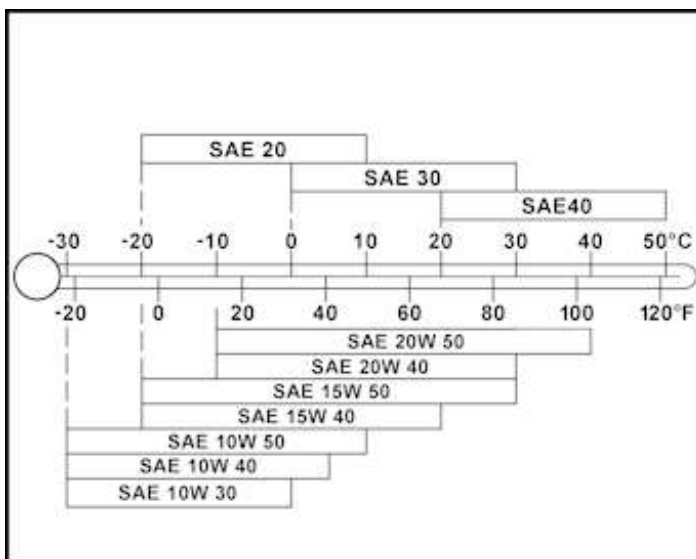 SAE 20
SAE 30
SAE40
-30 -20 -10 0 10 20 30 40 50°C
-20 0 20 40 60 80 100 120°F
SAE 20W 50
SAE 20W 40
SAE 15W 50
SAE 15W 40
SAE 10W 50
SAE 10W 40
SAE 10W 30